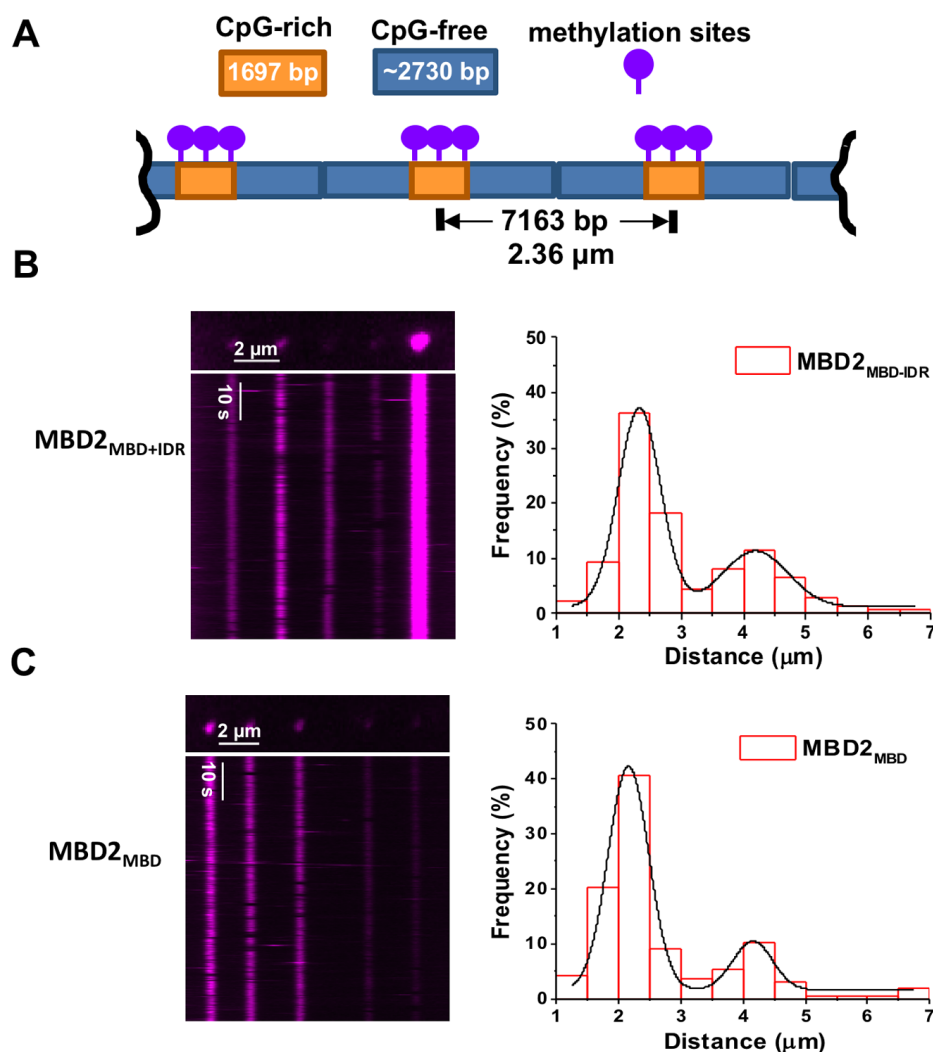 A
CpG-rich
CpG-free
methylation sites
1697 bp
~2730 bp
7163 bp
2.36 μm
B
MBD2MBD+IDR
2 μm
10 s
Frequency (%)
50
40
30
20
10
0
MBD2MBD-IDR
1 2 3 4 5 6 7
Distance (μm)
C
MBD2MBD
2 μm
10 s
Frequency (%)
50
40
30
20
10
0
MBD2MBD
1 2 3 4 5 6 7
Distance (μm)